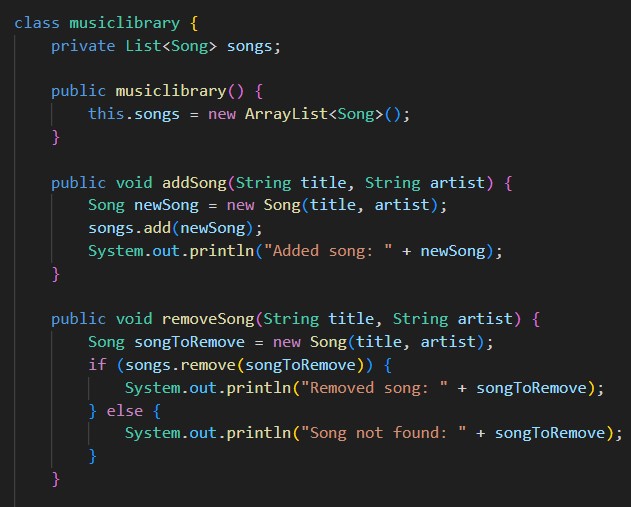 class musiclibrary {
    private List<Song> songs;

    public musiclibrary() {
        this.songs = new ArrayList<Song>();
    }

    public void addSong(String title, String artist) {
        Song newSong = new Song(title, artist);
        songs.add(newSong);
        System.out.println("Added song: " + newSong);
    }

    public void removeSong(String title, String artist) {
        Song songToRemove = new Song(title, artist);
        if (songs.remove(songToRemove)) {
            System.out.println("Removed song: " + songToRemove);
        } else {
            System.out.println("Song not found: " + songToRemove);
        }
    }